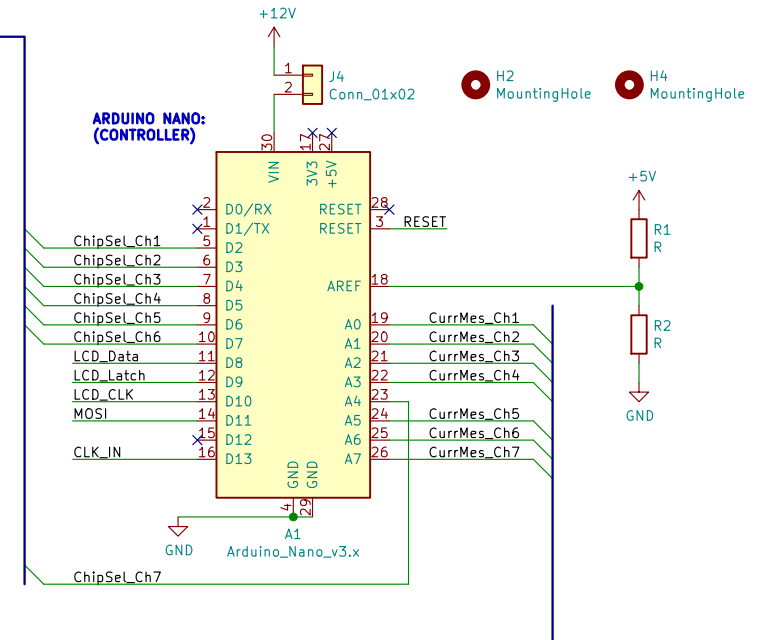 +12V
1
2
J4
Conn_01x02
H2
MountingHole
H4
MountingHole
ARDUINO NANO:
(CONTROLLER)
30
17
27
VIN
3V3
+5V
+5V
2
D0/RX
RESET
28
1
D1/TX
RESET
3
RESET
R1
R
ChipSel_Ch1
5
D2
ChipSel_Ch2
6
D3
ChipSel_Ch3
7
D4
AREF
18
ChipSel_Ch4
8
D5
ChipSel_Ch5
9
D6
A0
19
CurrMes_Ch1
R2
R
ChipSel_Ch6
10
D7
A1
20
CurrMes_Ch2
LCD_Data
11
D8
A2
21
CurrMes_Ch3
LCD_Latch
12
D9
A3
22
CurrMes_Ch4
LCD_CLK
13
D10
A4
23
MOSI
14
D11
A5
24
CurrMes_Ch5
GND
15
D12
A6
25
CurrMes_Ch6
CLK_IN
16
D13
A7
26
CurrMes_Ch7
GND
GND
4
29
GND
A1
Arduino_Nano_v3.x
ChipSel_Ch7